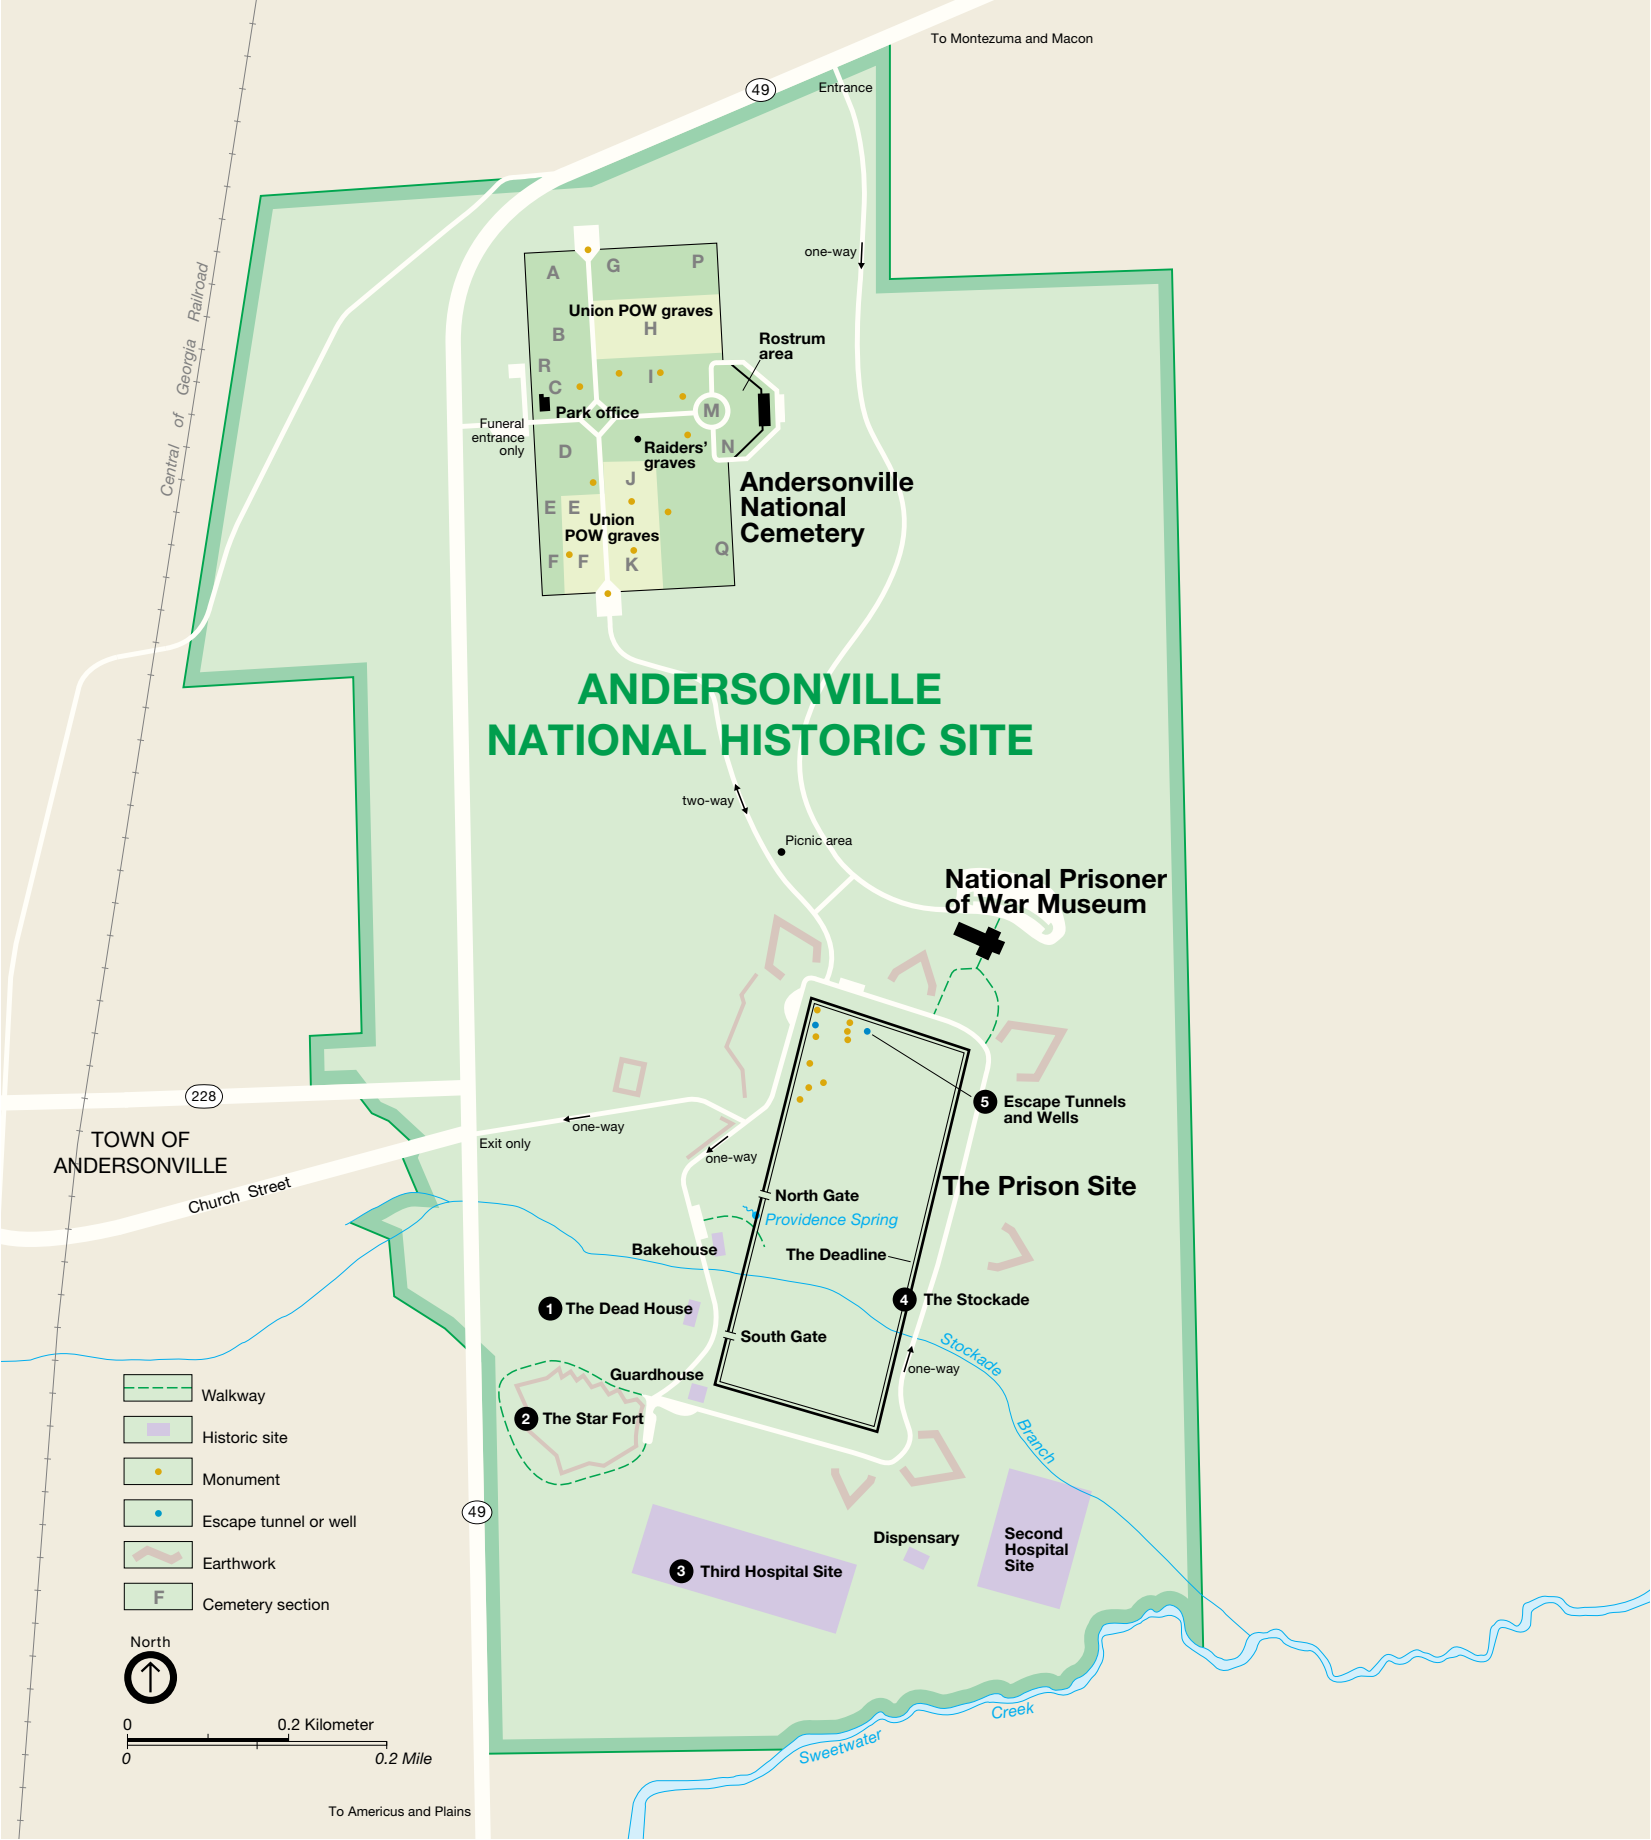 To Montezuma and Macon
49
Entrance
one-way
Central of Georgia Railroad
A
G
P
Union POW graves
H
B
Rostrum
area
R
C
I
Park office
M
Funeral
entrance
only
Raiders'
graves
N
D
J
Andersonville
National
Cemetery
E
E
Union
POW graves
Q
F
F
K
ANDERSONVILLE
NATIONAL HISTORIC SITE
two-way
Picnic area
National Prisoner
of War Museum
228
5
Escape Tunnels
and Wells
one-way
Exit only
TOWN OF
ANDERSONVILLE
one-way
Church Street
The Prison Site
North Gate
Providence Spring
Bakehouse
The Deadline
1
The Dead House
4
The Stockade
South Gate
Stockade
Branch
one-way
Guardhouse
2
The Star Fort
49
Dispensary
Second
Hospital
Site
3
Third Hospital Site
Walkway
Historic site
Monument
Escape tunnel or well
Earthwork
F
Cemetery section
North
0
0.2 Kilometer
0
0.2 Mile
Sweetwater
Creek
To Americus and Plains